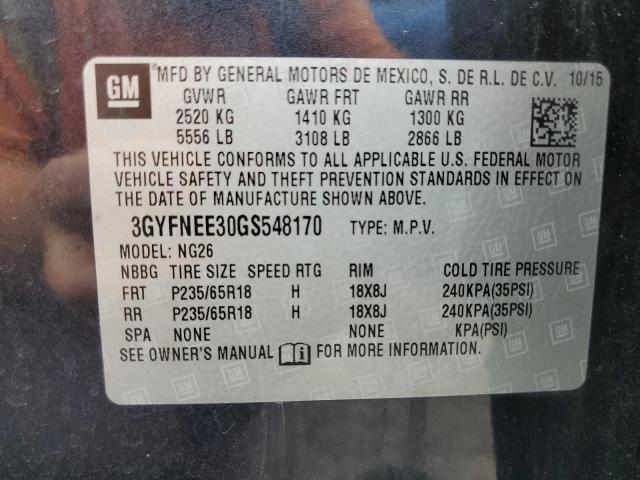 GM
®MFD BY GENERAL MOTORS DE MEXICO, S. DE R.L. DE C.V. 10/15
GVWR GAWR FRT GAWR RR
2520 KG 1410 KG 1300 KG
5556 LB 3108 LB 2866 LB
THIS VEHICLE CONFORMS TO ALL APPLICABLE U.S. FEDERAL MOTOR
VEHICLE SAFETY AND THEFT PREVENTION STANDARDS IN EFFECT ON
THE DATE OF MANUFACTURE SHOWN ABOVE.
3GYFNEE30GS548170 TYPE: M.P.V.
MODEL: NG26
NBBG TIRE SIZE SPEED RTG RIM COLD TIRE PRESSURE
FRT P235/65R18 H 18X8J 240KPA(35PSI)
RR P235/65R18 H 18X8J 240KPA(35PSI)
SPA NONE NONE KPA(PSI)
SEE OWNER'S MANUAL FOR MORE INFORMATION.